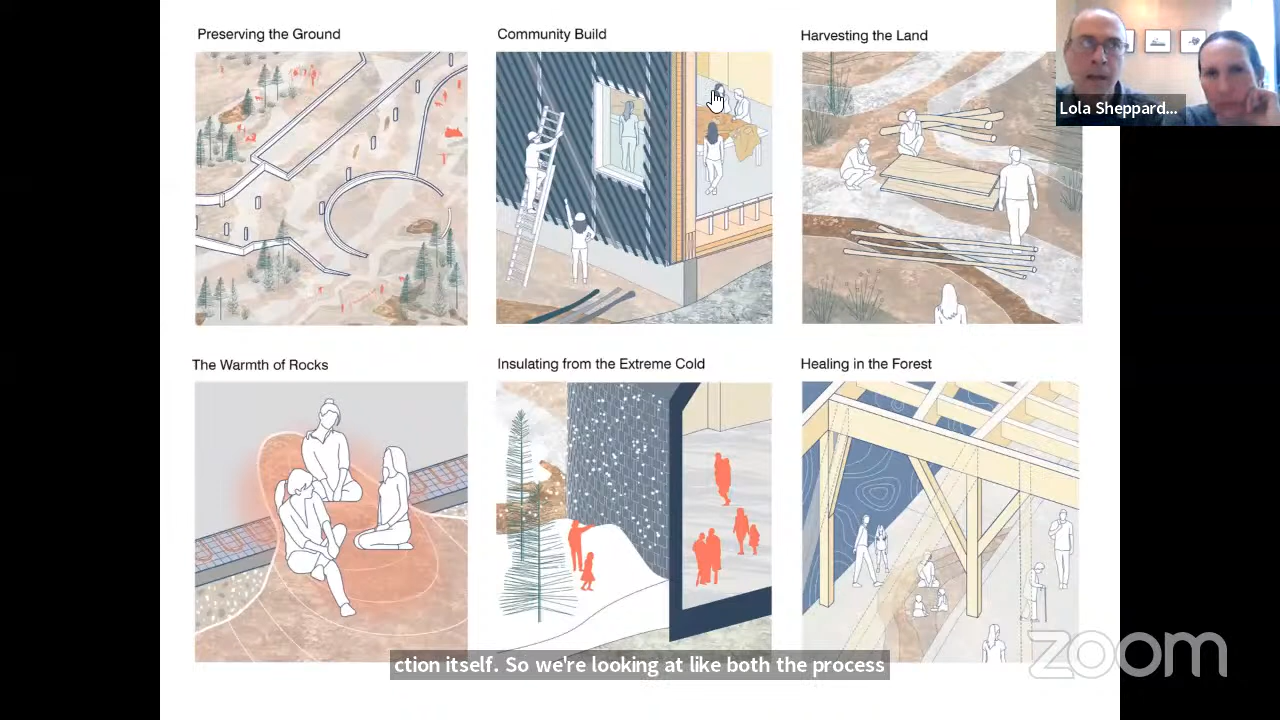 Preserving the Ground
Community Build
Harvesting the Land
Lola Sheppard...
The Warmth of Rocks
Insulating from the Extreme Cold
Healing in the Forest
ction itself. So we're looking at like both the process
zoom